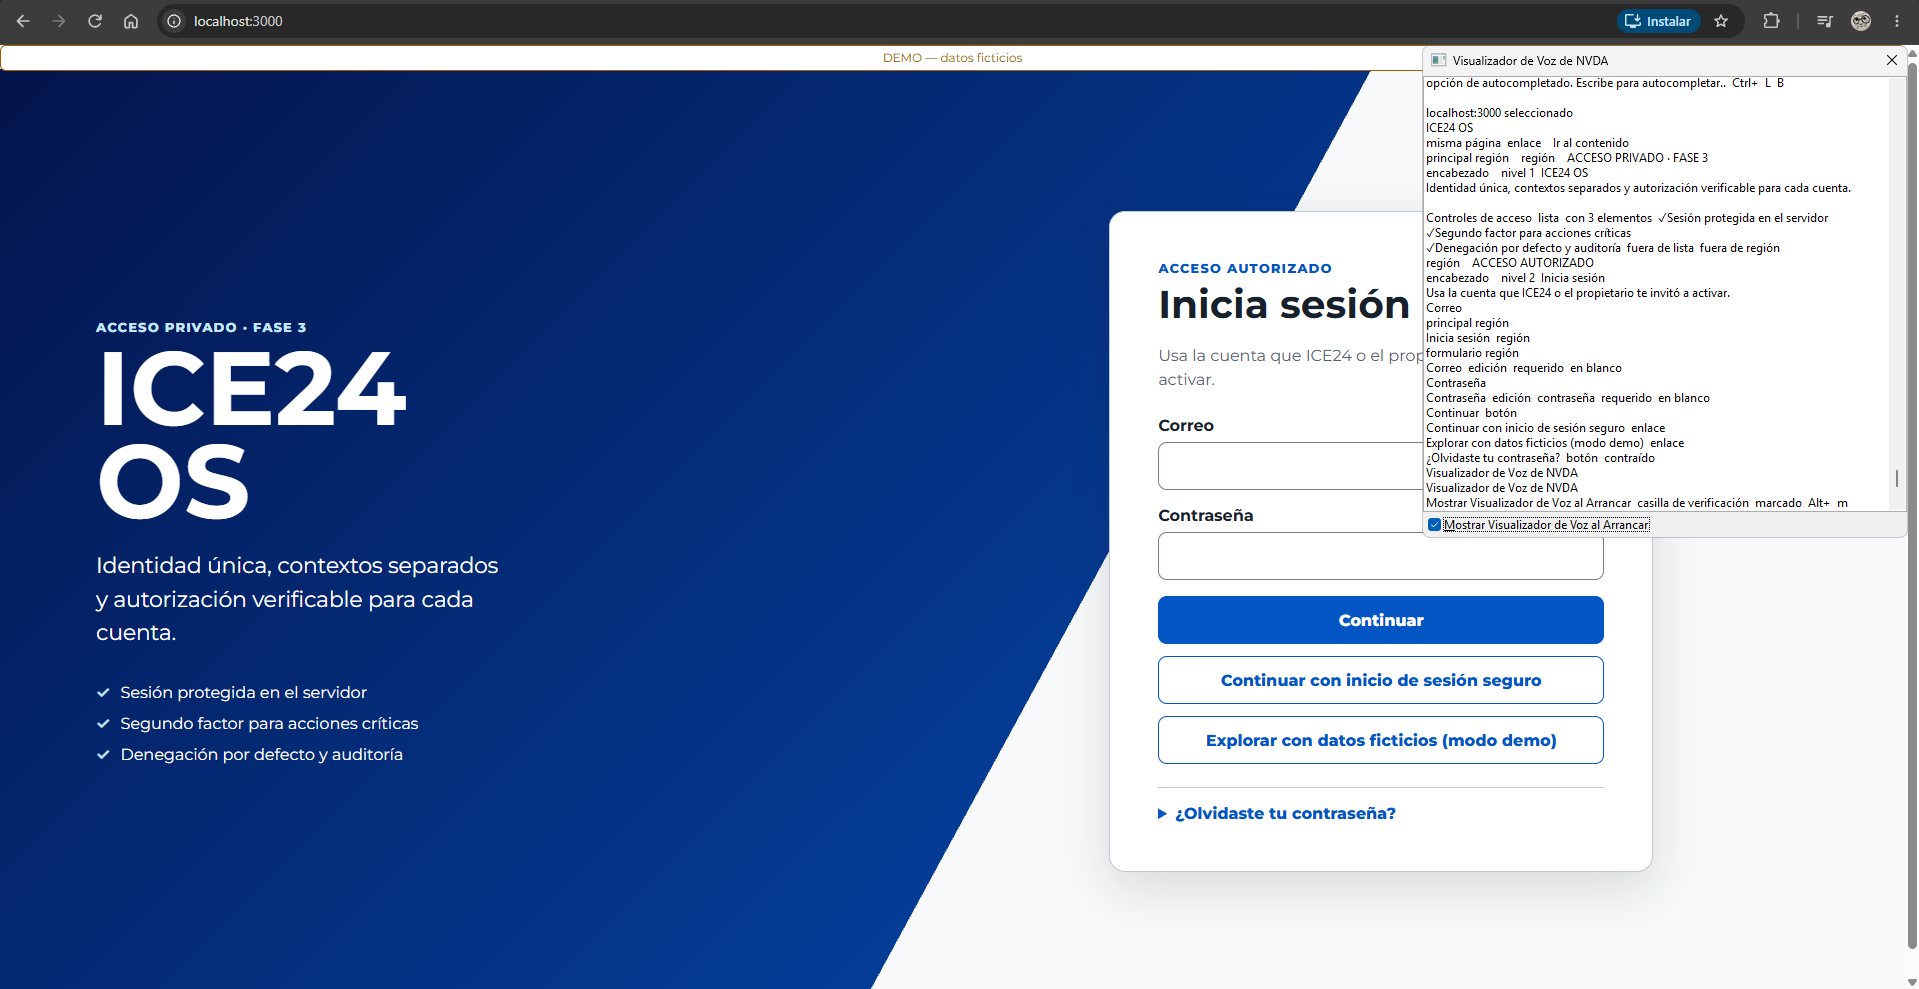 localhost:3000
Instalar
DEMO — datos ficticios
ACCESO PRIVADO · FASE 3
ICE24
OS
Identidad única, contextos separados
y autorización verificable para cada
cuenta.
✓ Sesión protegida en el servidor
✓ Segundo factor para acciones críticas
✓ Denegación por defecto y auditoría
ACCESO AUTORIZADO
Inicia sesión
Usa la cuenta que ICE24 o el prop
activar.
Correo
Contraseña
Continuar
Continuar con inicio de sesión seguro
Explorar con datos ficticios (modo demo)
¿Olvidaste tu contraseña?
Visualizador de Voz de NVDA
opción de autocompletado. Escribe para autocompletar.. Ctrl+ L B
localhost:3000 seleccionado
ICE24 OS
misma página enlace Ir al contenido
principal región región ACCESO PRIVADO · FASE 3
encabezado nivel 1 ICE24 OS
Identidad única, contextos separados y autorización verificable para cada cuenta.
Controles de acceso lista con 3 elementos ✓Sesión protegida en el servidor
✓Segundo factor para acciones críticas
✓Denegación por defecto y auditoría fuera de lista fuera de región
región ACCESO AUTORIZADO
encabezado nivel 2 Inicia sesión
Usa la cuenta que ICE24 o el propietario te invitó a activar.
Correo
principal región
Inicia sesión región
formulario región
Correo edición requerido en blanco
Contraseña
Contraseña edición contraseña requerido en blanco
Continuar botón
Continuar con inicio de sesión seguro enlace
Explorar con datos ficticios (modo demo) enlace
¿Olvidaste tu contraseña? botón contraído
Visualizador de Voz de NVDA
Visualizador de Voz de NVDA
Mostrar Visualizador de Voz al Arrancar casilla de verificación marcado Alt+ m
Mostrar Visualizador de Voz al Arrancar